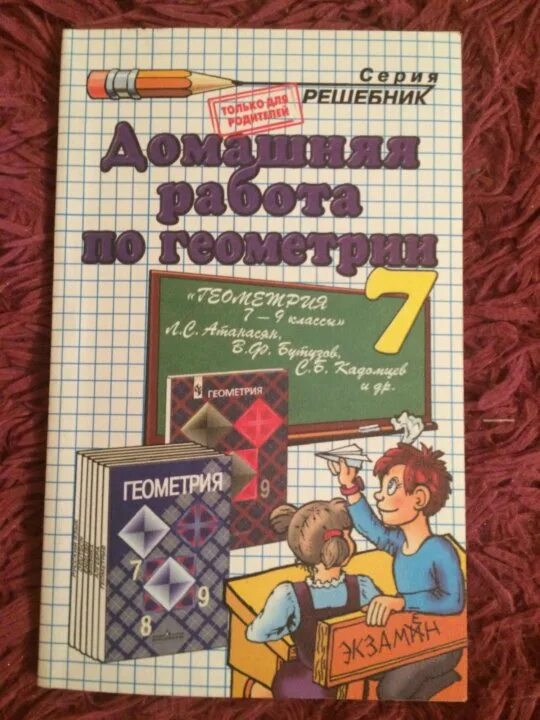 Серия
РЕШЕБНИК
ТОЛЬКО ДЛЯ
РОДИТЕЛЕЙ
Домашняя
работа
по геометрии
7
«ГЕОМЕТРИЯ
7 – 9 классы»
Л.С. Атанасян,
В.Ф. Бутузов,
С.Б. Кадомцев
и др.
ГЕОМЕТРИЯ
9
ГЕОМЕТРИЯ
7
8
9
ЭКЗАМЕН